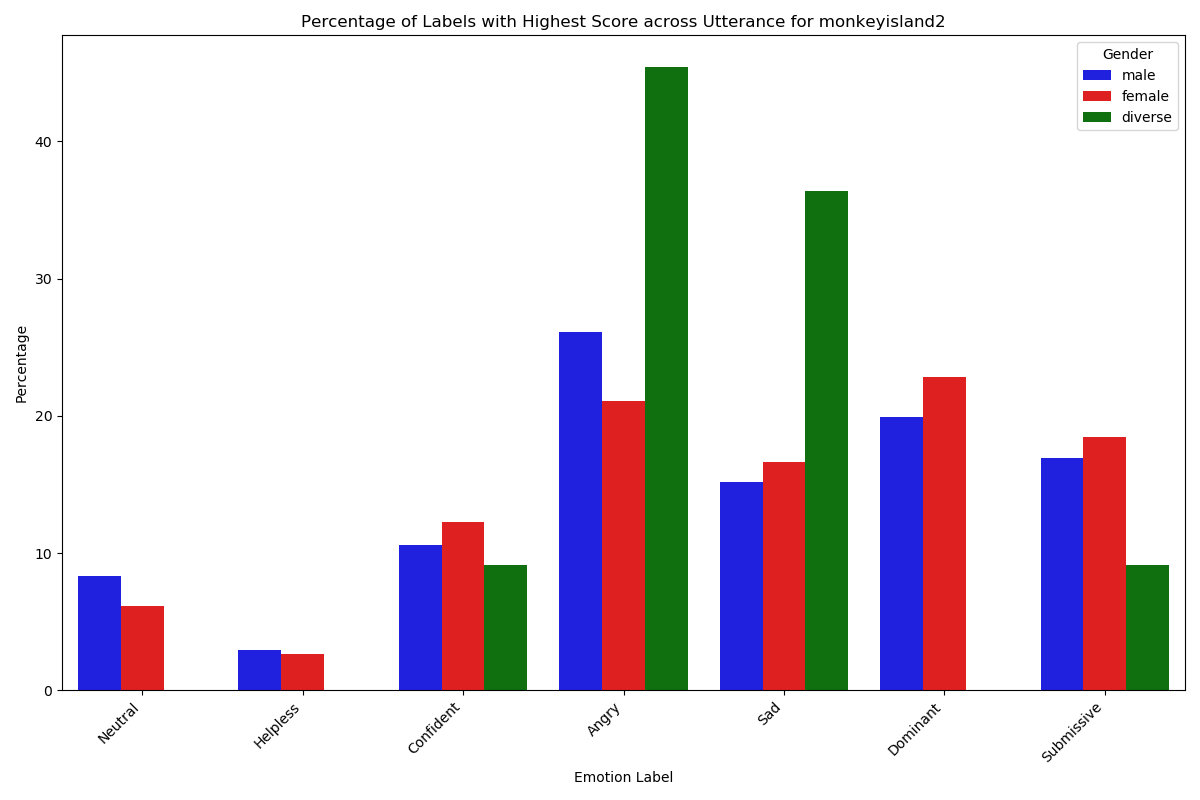 Percentage of Labels with Highest Score across Utterance for monkeyisland2
Gender
male
female
diverse
Percentage
40
30
20
10
0
Neutral
Helpless
Confident
Angry
Sad
Dominant
Submissive
Emotion Label